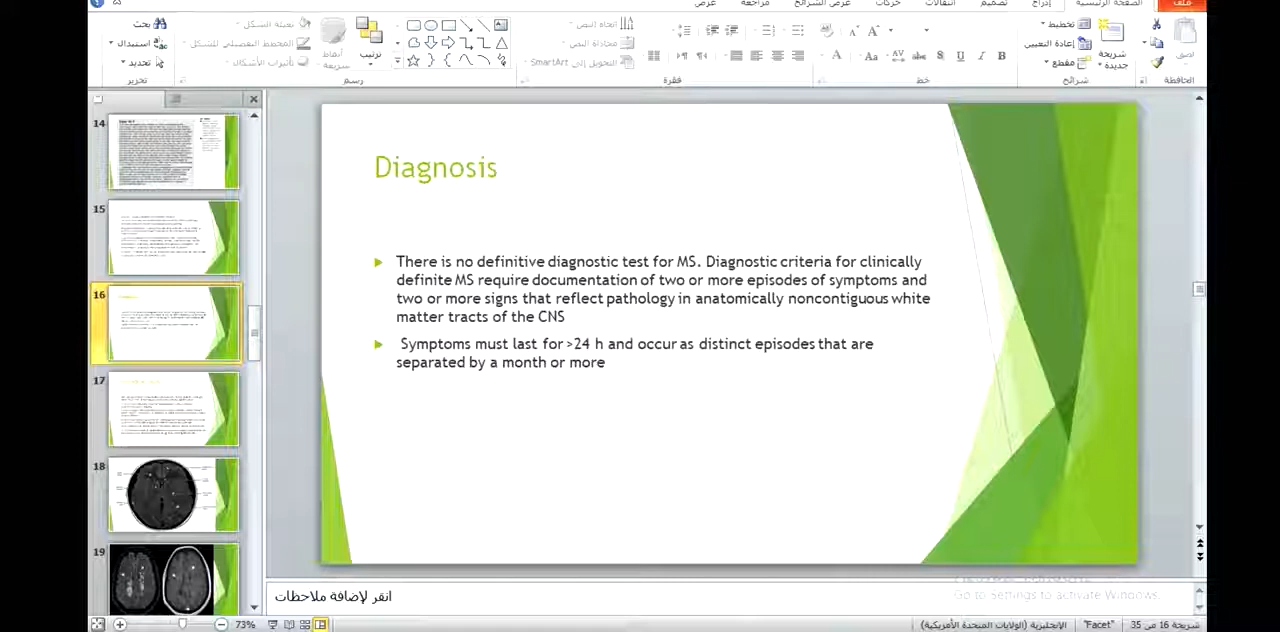 ملف
الصفحة الرئيسية
إدراج
تصميم
انتقالات
حركات
عرض الشرائح
مراجعة
عرض
لصق
الحافظة
شريحة
جديدة
تخطيط
إعادة التعيين
مقطع
شرائح
B I U S abc AV Aa A
خط
فقرة
اتجاه النص
محاذاة النص
التحويل إلى SmartArt
ترتيب
أنماط
سريعة
تعبئة الشكل
المخطط التفصيلي للشكل
تأثيرات الأشكال
رسم
بحث
استبدال
تحديد
تحرير
14
15
16
17
18
19
Diagnosis
There is no definitive diagnostic test for MS. Diagnostic criteria for clinically
definite MS require documentation of two or more episodes of symptoms and
two or more signs that reflect pathology in anatomically noncontiguous white
matter tracts of the CNS
Symptoms must last for >24 h and occur as distinct episodes that are
separated by a month or more
انقر لإضافة ملاحظات
Go to Settings to activate Windows.
شريحة 16 من 35
"Facet"
الإنجليزية (الولايات المتحدة الأمريكية)
73%